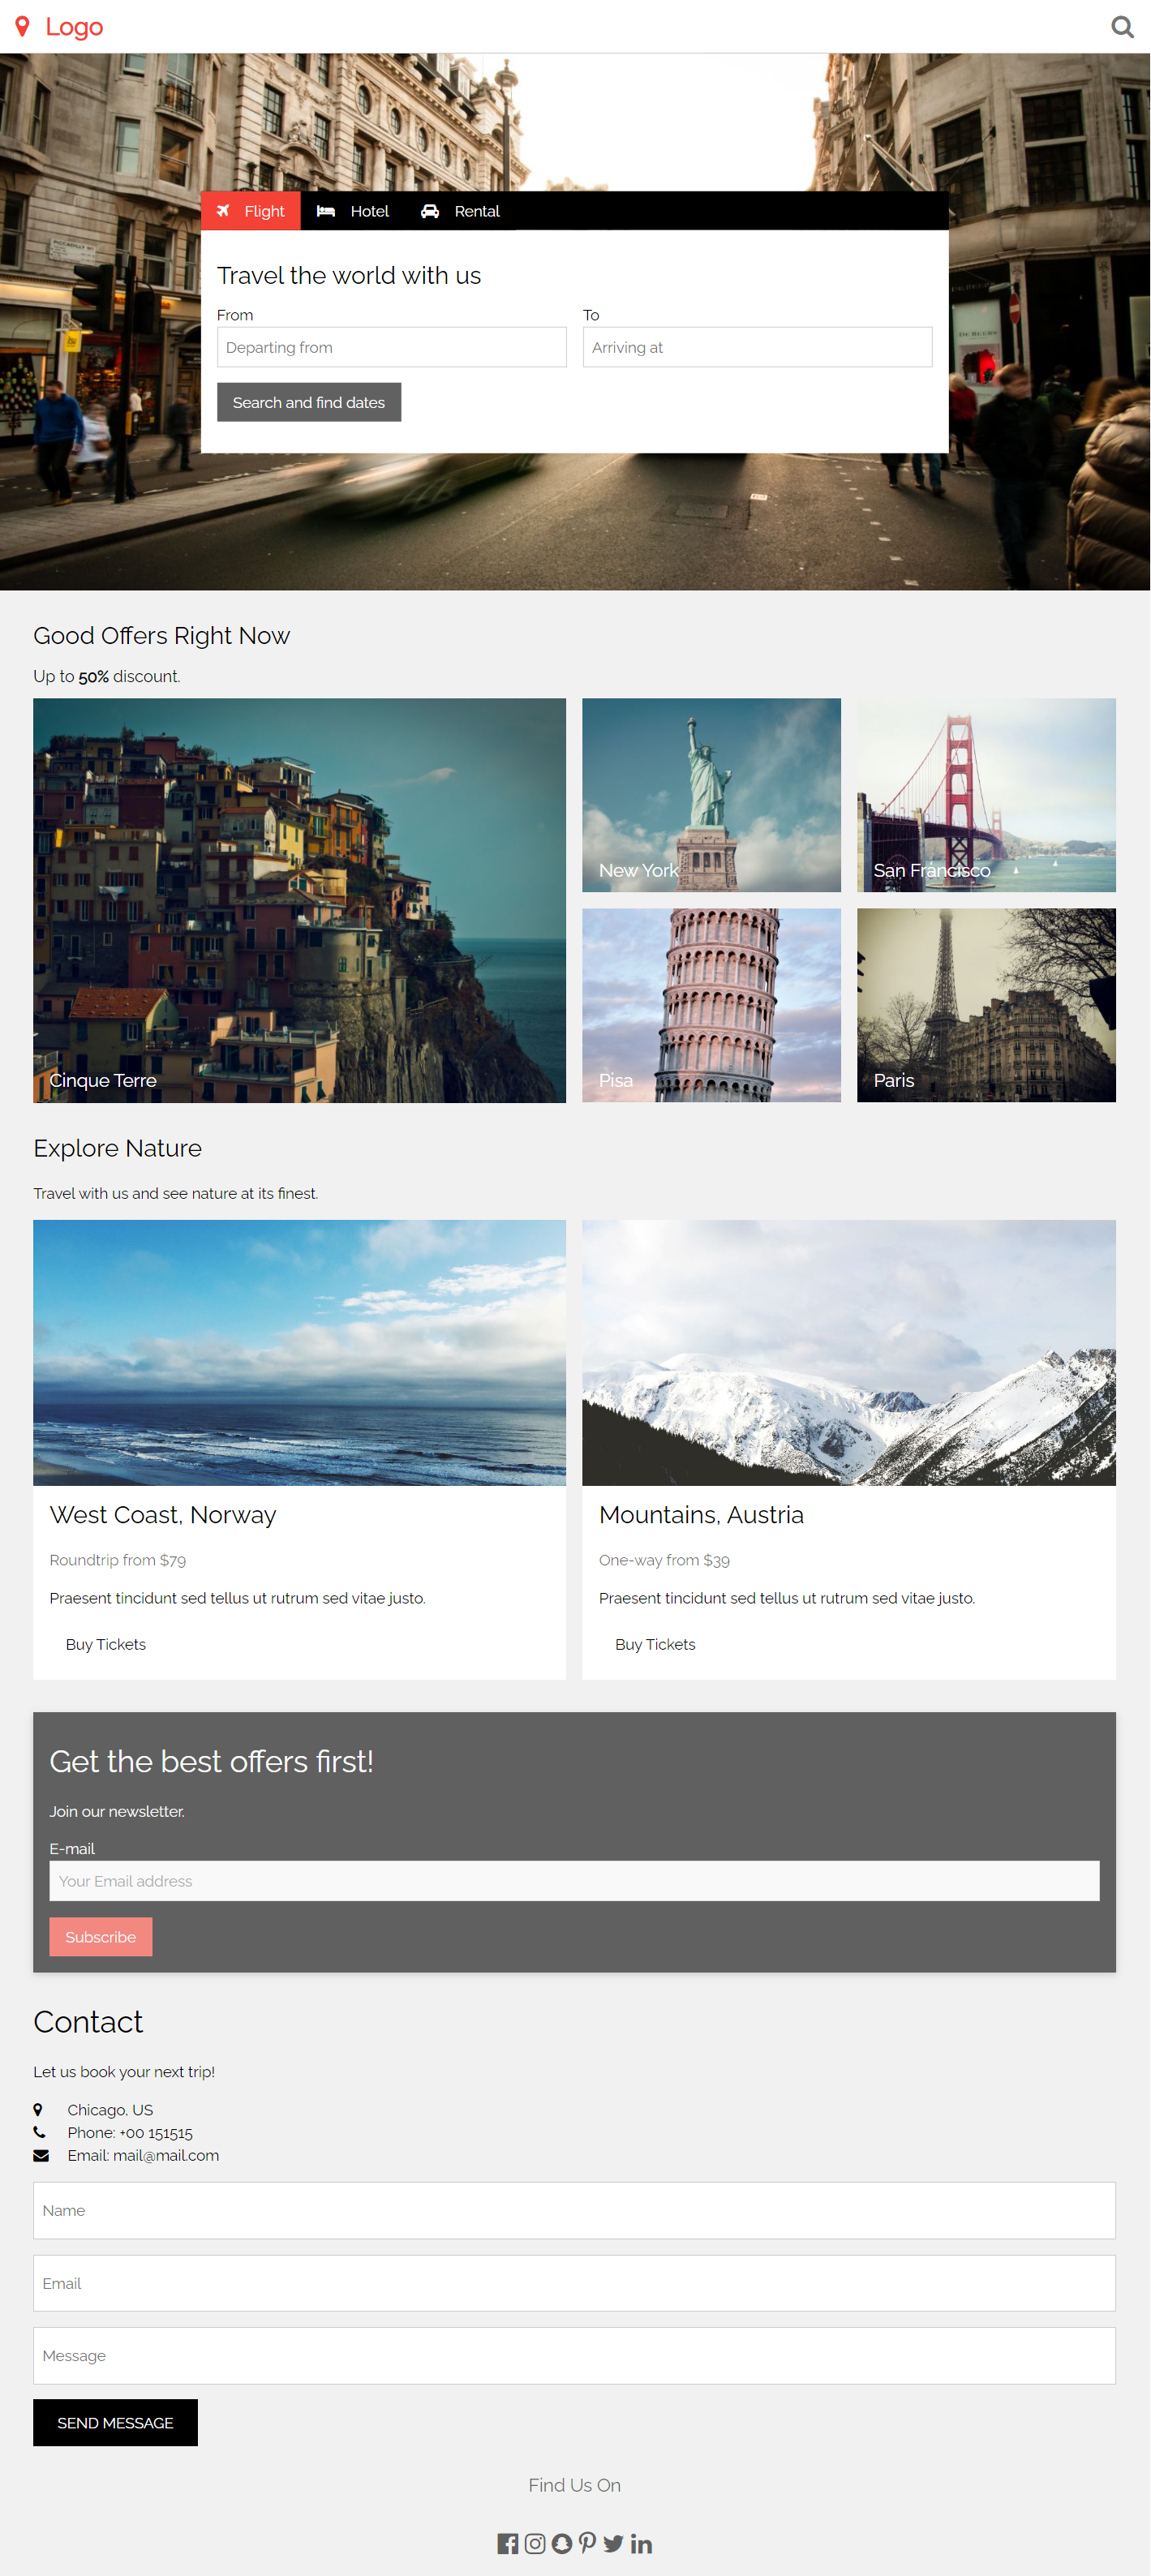 Logo
Flight Hotel Rental
Travel the world with us
From To
Departing from Arriving at
Search and find dates
Good Offers Right Now
Up to 50% discount.
New York San Francisco
Cinque Terre Pisa Paris
Explore Nature
Travel with us and see nature at its finest.
West Coast, Norway
Roundtrip from $79
Praesent tincidunt sed tellus ut rutrum sed vitae justo.
Buy Tickets
Mountains, Austria
One-way from $39
Praesent tincidunt sed tellus ut rutrum sed vitae justo.
Buy Tickets
Get the best offers first!
Join our newsletter.
E-mail
Your Email address
Subscribe
Contact
Let us book your next trip!
Chicago, US
Phone: +00 151515
Email: mail@mail.com
Name
Email
Message
SEND MESSAGE
Find Us On